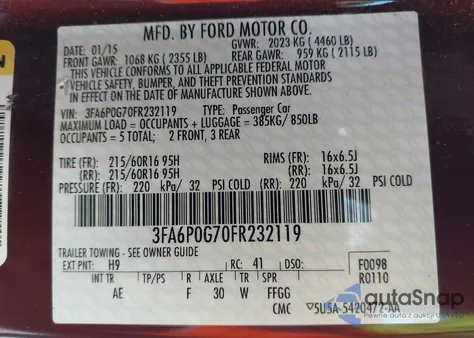 MFD. BY FORD MOTOR CO.
DATE: 01/15 GVWR: 2023 KG ( 4460 LB)
FRONT GAWR: 1068 KG ( 2355 LB) REAR GAWR: 959 KG ( 2115 LB)
THIS VEHICLE CONFORMS TO ALL APPLICABLE FEDERAL MOTOR
VEHICLE SAFETY, BUMPER, AND THEFT PREVENTION STANDARDS
IN EFFECT ON THE DATE OF MANUFACTURE SHOWN ABOVE.
VIN: 3FA6P0G70FR232119 TYPE: Passenger Car
MAXIMUM LOAD = OCCUPANTS + LUGGAGE = 385KG/ 850LB
OCCUPANTS = 5 TOTAL; 2 FRONT, 3 REAR
TIRE (FR): 215/60R16 95H RIMS (FR): 16x6.5J
(RR): 215/60R16 95H (RR): 16x6.5J
PRESSURE (FR): 220 kPa/ 32 PSI COLD (RR): 220 kPa/ 32 PSI COLD
3FA6P0G70FR232119
TRAILER TOWING - SEE OWNER GUIDE
EXT PNT: H9 RC: 41 DSO: F0098
R0110
INT TR TP/PS R AXLE TR SPR
AE F 30 W FFGG
CMC 5U5A-5420472-AA
autoSnap